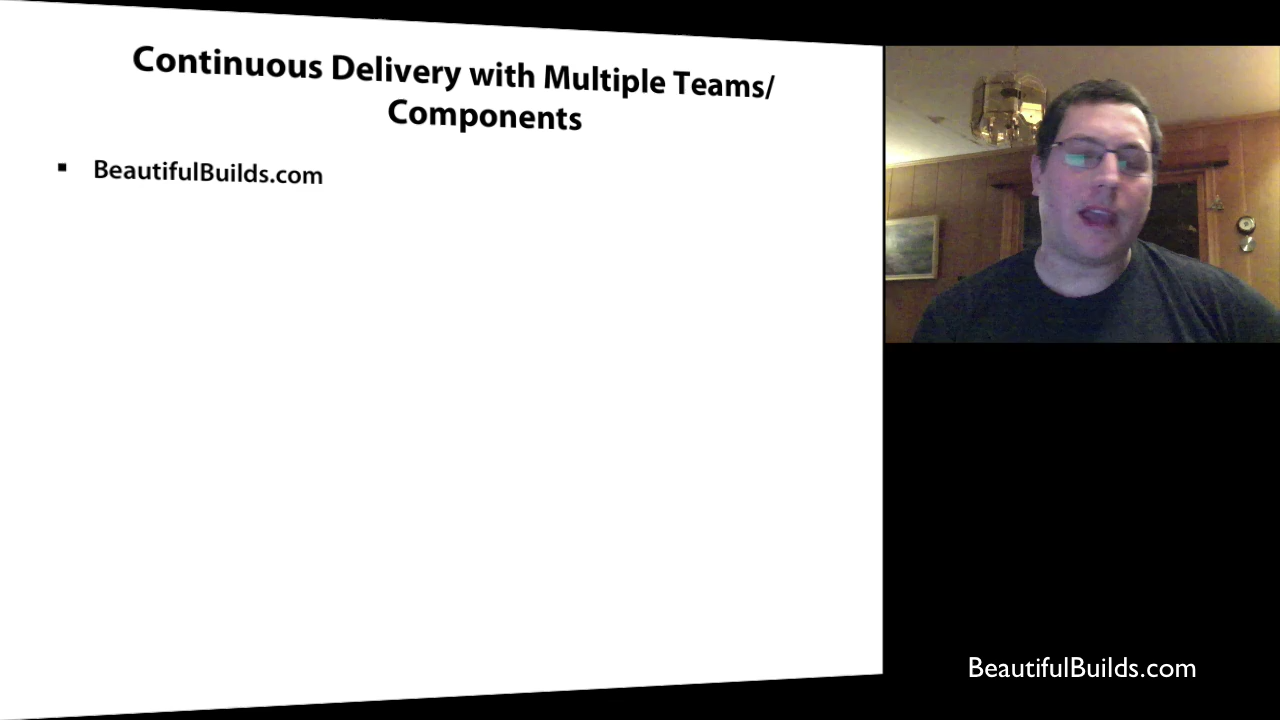 Continuous Delivery with Multiple Teams/
Components
▪ BeautifulBuilds.com
BeautifulBuilds.com